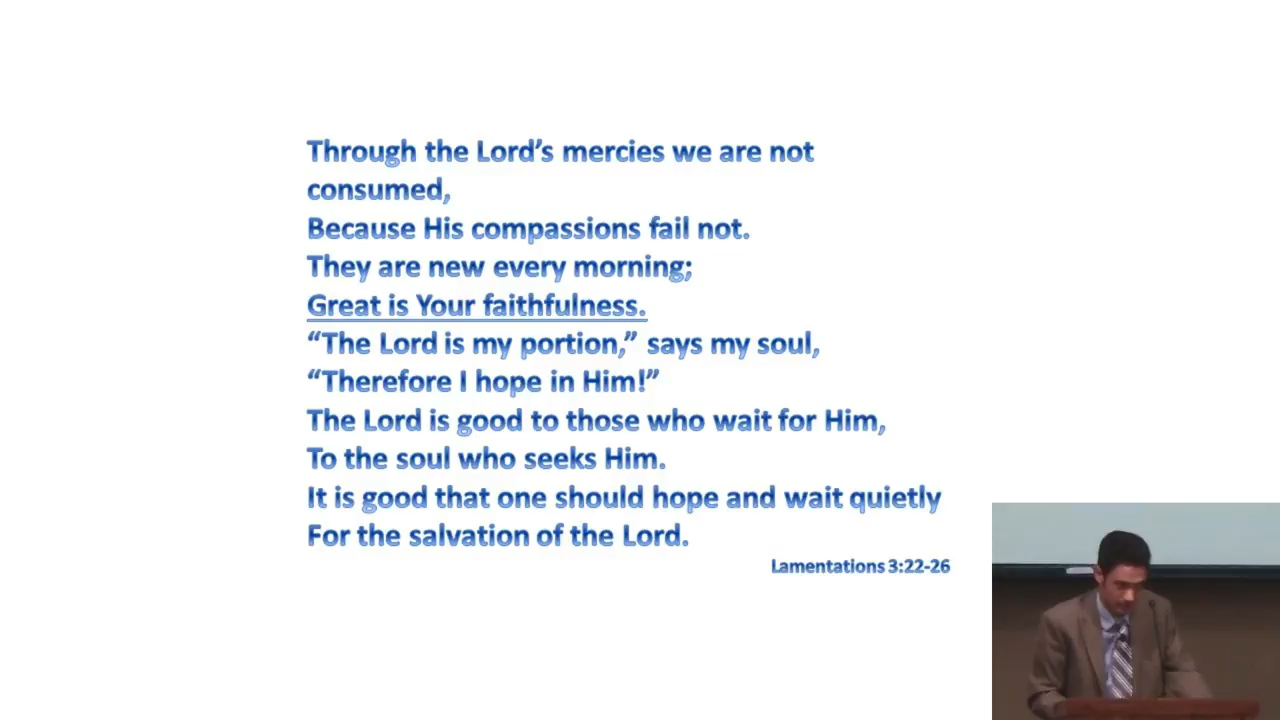 Through the Lord’s mercies we are not
consumed,
Because His compassions fail not.
They are new every morning;
Great is Your faithfulness.
“The Lord is my portion,” says my soul,
“Therefore I hope in Him!”
The Lord is good to those who wait for Him,
To the soul who seeks Him.
It is good that one should hope and wait quietly
For the salvation of the Lord.
Lamentations 3:22-26